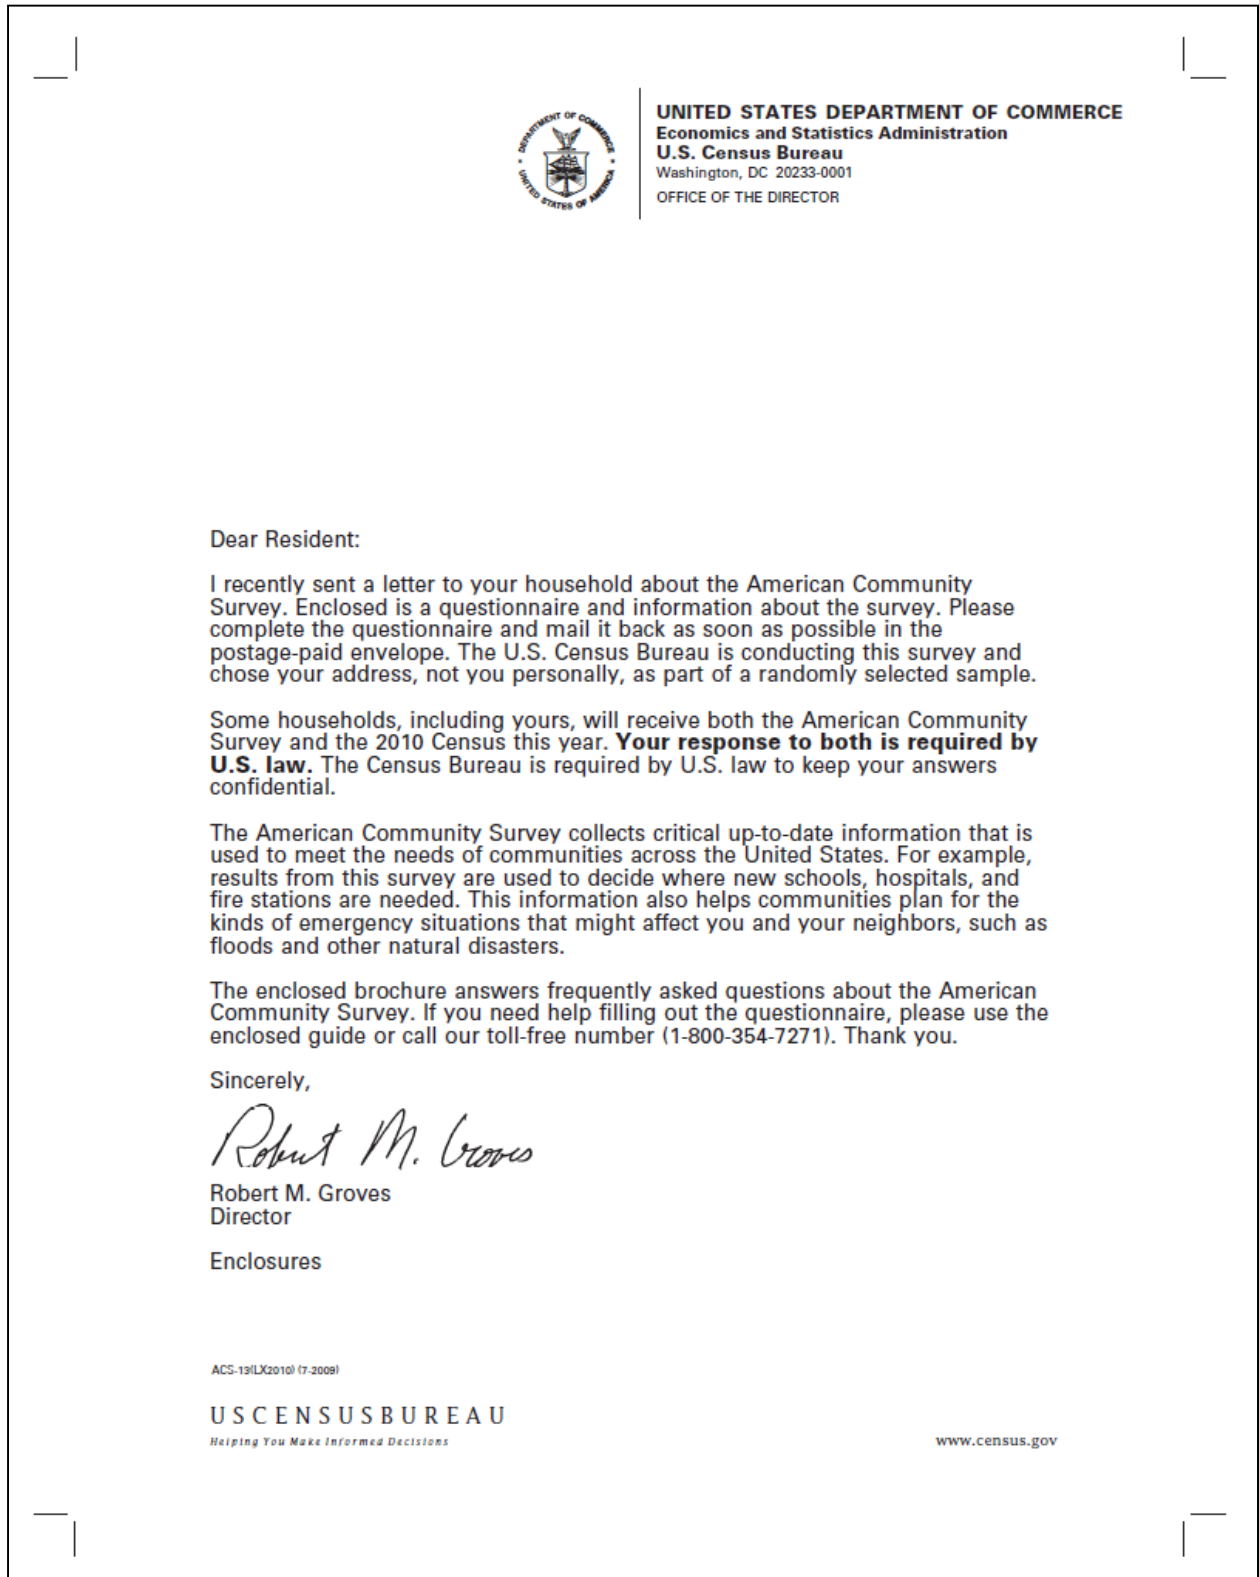 DEPARTMENT OF COMMERCE
UNITED STATES OF AMERICA
UNITED STATES DEPARTMENT OF COMMERCE
Economics and Statistics Administration
U.S. Census Bureau
Washington, DC 20233-0001
OFFICE OF THE DIRECTOR
Dear Resident:
I recently sent a letter to your household about the American Community
Survey. Enclosed is a questionnaire and information about the survey. Please
complete the questionnaire and mail it back as soon as possible in the
postage-paid envelope. The U.S. Census Bureau is conducting this survey and
chose your address, not you personally, as part of a randomly selected sample.
Some households, including yours, will receive both the American Community
Survey and the 2010 Census this year. Your response to both is required by
U.S. law. The Census Bureau is required by U.S. law to keep your answers
confidential.
The American Community Survey collects critical up-to-date information that is
used to meet the needs of communities across the United States. For example,
results from this survey are used to decide where new schools, hospitals, and
fire stations are needed. This information also helps communities plan for the
kinds of emergency situations that might affect you and your neighbors, such as
floods and other natural disasters.
The enclosed brochure answers frequently asked questions about the American
Community Survey. If you need help filling out the questionnaire, please use the
enclosed guide or call our toll-free number (1-800-354-7271). Thank you.
Sincerely,
Robert M. Groves
Robert M. Groves
Director
Enclosures
ACS-13(LX2010) (7-2009)
USCENSUSBUREAU
Helping You Make Informed Decisions
www.census.gov